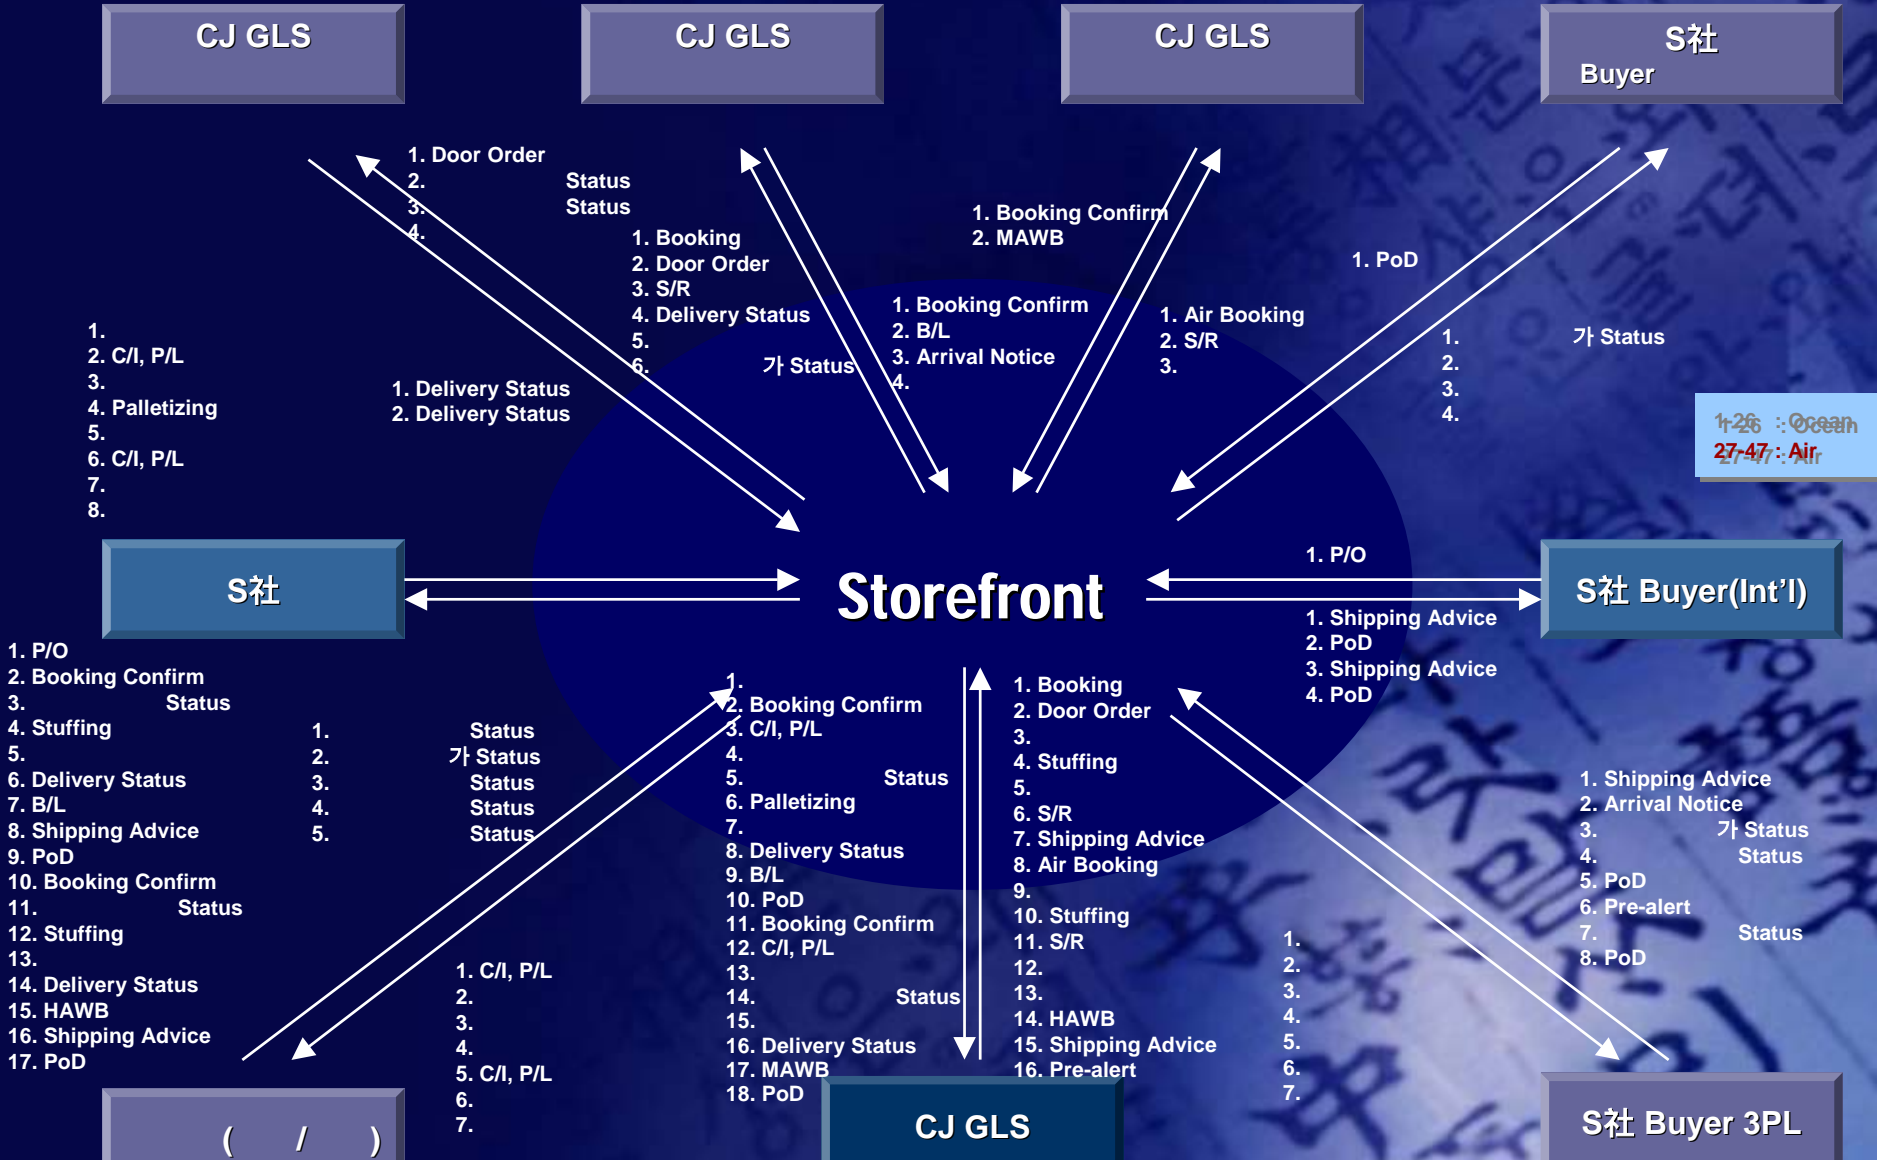 CJ GLS
CJ GLS
CJ GLS
S社
Buyer
1. Door Order
2. Status
3. Status
4.
1. Booking
2. Door Order
3. S/R
4. Delivery Status
5.
6. 가 Status
1. Booking Confirm
2. MAWB
1. Booking Confirm
2. B/L
3. Arrival Notice
4.
1. Air Booking
2. S/R
3.
1. PoD
1. 가 Status
2.
3.
4.
1-26 : Ocean
27-47 : Air
1.
2. C/I, P/L
3.
4. Palletizing
5.
6. C/I, P/L
7.
8.
1. Delivery Status
2. Delivery Status
S社
Storefront
1. P/O
S社 Buyer(Int’l)
1. Shipping Advice
2. PoD
3. Shipping Advice
4. PoD
1. P/O
2. Booking Confirm
3. Status
4. Stuffing
5.
6. Delivery Status
7. B/L
8. Shipping Advice
9. PoD
10. Booking Confirm
11. Status
12. Stuffing
13.
14. Delivery Status
15. HAWB
16. Shipping Advice
17. PoD
1. Status
2. 가 Status
3. Status
4. Status
5. Status
1. C/I, P/L
2.
3.
4.
5. C/I, P/L
6.
7.
1.
2. Booking Confirm
3. C/I, P/L
4.
5. Status
6. Palletizing
7.
8. Delivery Status
9. B/L
10. PoD
11. Booking Confirm
12. C/I, P/L
13.
14. Status
15.
16. Delivery Status
17. MAWB
18. PoD
1. Booking
2. Door Order
3.
4. Stuffing
5.
6. S/R
7. Shipping Advice
8. Air Booking
9.
10. Stuffing
11. S/R
12.
13.
14. HAWB
15. Shipping Advice
16. Pre-alert
1.
2.
3.
4.
5.
6.
7.
1. Shipping Advice
2. Arrival Notice
3. 가 Status
4. Status
5. PoD
6. Pre-alert
7. Status
8. PoD
( / )
CJ GLS
S社 Buyer 3PL